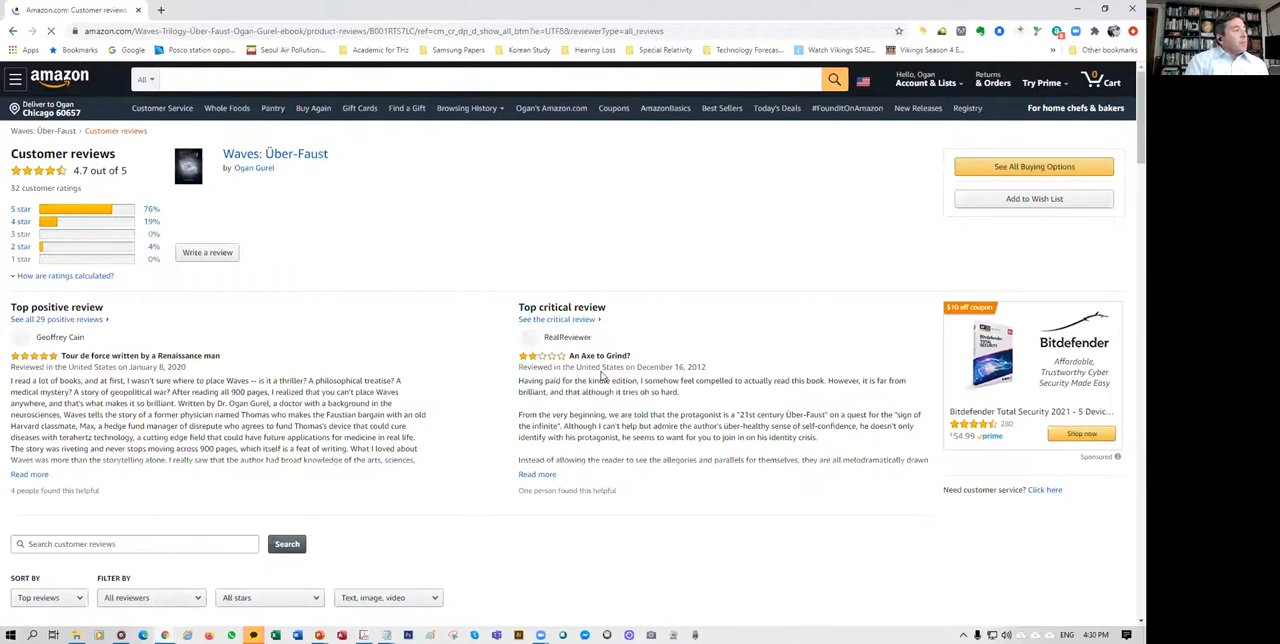 Amazon.com: Customer reviews
amazon.com/Waves-Trilogy-Über-Faust-Ogan-Gurel-ebook/product-reviews/B001RTS7LC/ref=cm_cr_dp_d_show_all_btm?ie=UTF8&reviewerType=all_reviews
Apps Bookmarks Google Posco station oppo... Seoul Air Pollution:... Academic for THz Samsung Papers Korean Study Hearing Loss Special Relativity Technology Forecas... Watch Vikings S04E... Vikings Season 4 E... » Other bookmarks
amazon All Hello, Ogan Account & Lists Returns & Orders Try Prime 0 Cart
Deliver to Ogan
Chicago 60657
Customer Service Whole Foods Pantry Buy Again Gift Cards Find a Gift Browsing History Ogan's Amazon.com Coupons AmazonBasics Best Sellers Today's Deals #FoundItOnAmazon New Releases Registry For home chefs & bakers
Waves: Über-Faust › Customer reviews
Customer reviews
4.7 out of 5
32 customer ratings
5 star 76%
4 star 19%
3 star 0%
2 star 4%
1 star 0%
How are ratings calculated?
Waves: Über-Faust
by Ogan Gurel
Write a review
See All Buying Options
Add to Wish List
Top positive review
See all 29 positive reviews ›
Geoffrey Cain
Tour de force written by a Renaissance man
Reviewed in the United States on January 8, 2020
I read a lot of books, and at first, I wasn't sure where to place Waves -- is it a thriller? A philosophical treatise? A
medical mystery? A story of geopolitical war? After reading all 900 pages, I realized that you can't place Waves
anywhere, and that's what makes it so brilliant. Written by Dr. Ogan Gurel, a doctor with a background in the
neurosciences, Waves tells the story of a former physician named Thomas who makes the Faustian bargain with an old
Harvard classmate, Max, a hedge fund manager of disrepute who agrees to fund Thomas's device that could cure
diseases with terahertz technology, a cutting edge field that could have future applications for medicine in real life.
The story was riveting and never stops moving across 900 pages, which itself is a feat of writing. What I loved about
Waves was more than the storytelling alone. I really saw that the author had broad knowledge of the arts, sciences,
Read more
4 people found this helpful
Top critical review
See the critical review ›
RealReviewer
An Axe to Grind?
Reviewed in the United States on December 16, 2012
Having paid for the kindle edition, I somehow feel compelled to actually read this book. However, it is far from
brilliant, and that although it tries oh so hard.
From the very beginning, we are told that the protagonist is a "21st century Über-Faust" on a quest for the "sign of
the infinite". Although I can't help but admire the author's über-healthy sense of self-confidence, he doesn't only
identify with his protagonist, he seems to want for you to join in on his identity crisis.
Instead of allowing the reader to see the allegories and parallels for themselves, they are all melodramatically drawn
Read more
One person found this helpful
$10 off coupon
Bitdefender
Affordable,
Trustworthy Cyber
Security Made Easy
Bitdefender Total Security 2021 - 5 Devic...
280
$54.99 prime
Shop now
Sponsored
Need customer service? Click here
Search customer reviews Search
SORT BY FILTER BY
Top reviews All reviewers All stars Text, image, video
ENG 4:30 PM